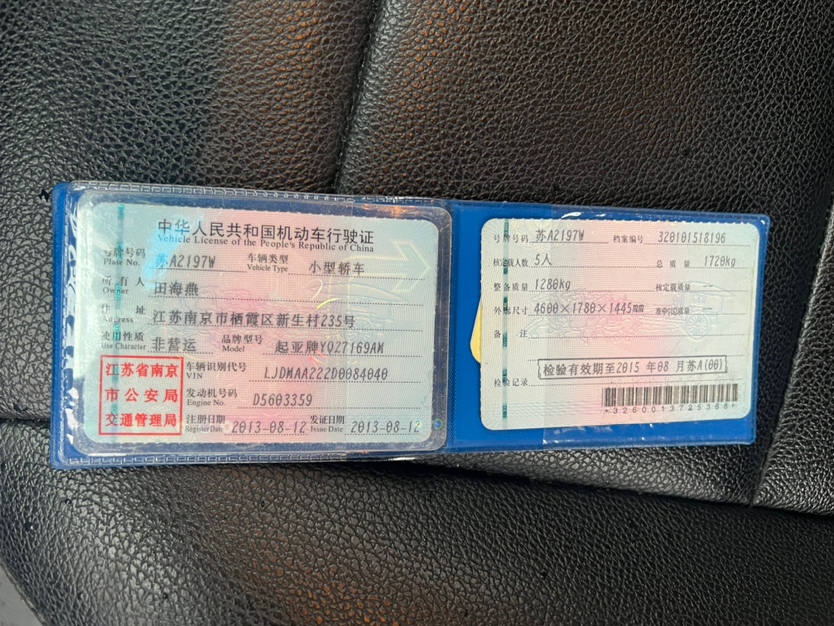 中华人民共和国机动车行驶证
Vehicle License of the People's Republic of China
号牌号码 苏A2197W 车辆类型 小型轿车
Plate No. Vehicle Type
所有人 田海燕
Owner
住址 江苏南京市栖霞区新生村235号
Address
使用性质 非营运 品牌型号 起亚牌YQZ7169AM
Use Character Model
江苏省南京
市公安局
交通管理局
车辆识别代号 LJDMAA222D0084040
VIN
发动机号码 D5603359
Engine No.
注册日期 2013-08-12 发证日期 2013-08-12
Register Date Issue Date
号牌号码 苏A2197W 档案编号 320101518196
核定载人数 5人 总质量 1720kg
整备质量 1280kg 核定载质量 --
外廓尺寸 4600×1780×1445mm 准牵引总质量 --
备注
检验有效期至2015年08月苏A(00)
检验记录
*3260013725368*